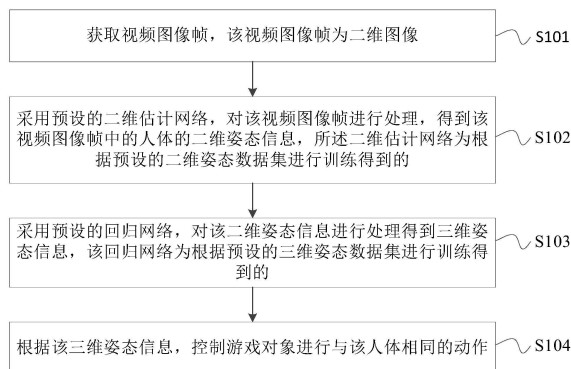 获取视频图像帧，该视频图像帧为二维图像
S101
采用预设的二维估计网络，对该视频图像帧进行处理，得到该
视频图像帧中的人体的二维姿态信息，所述二维估计网络为根
据预设的二维姿态数据集进行训练得到的
S102
采用预设的回归网络，对该二维姿态信息进行处理得到三维姿
态信息，该回归网络为根据预设的三维姿态数据集进行训练得
到的
S103
根据该三维姿态信息，控制游戏对象进行与该人体相同的动作
S104